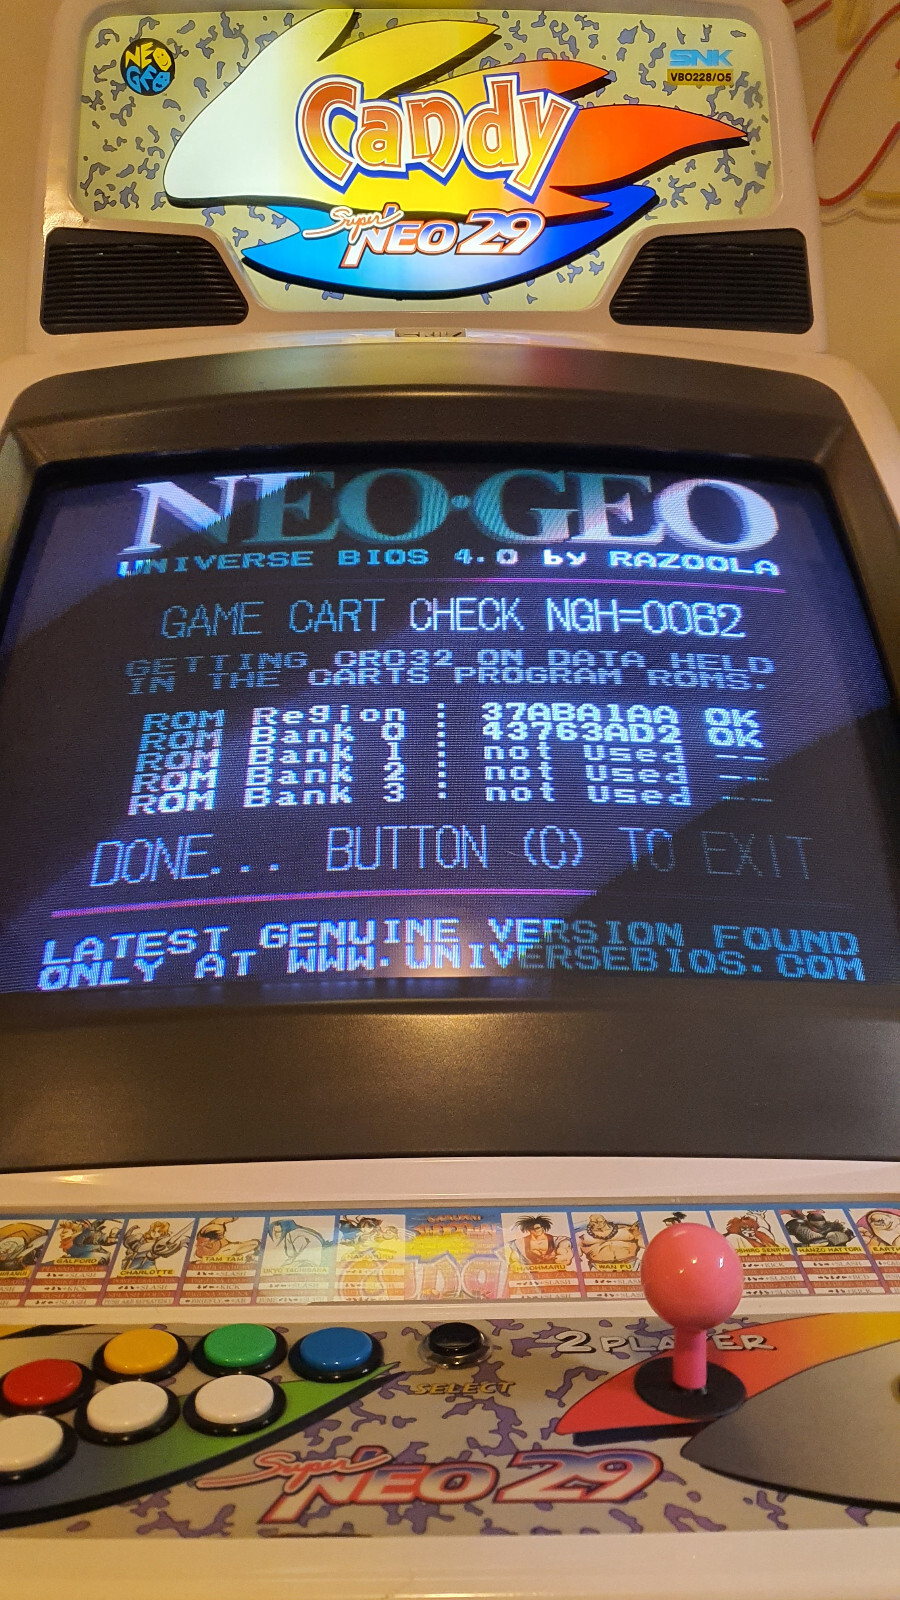 NEO
GEO
SNK
VB0228/05
Candy
Super
NEO 29
NEO·GEO
UNIVERSE BIOS 4.0 by RAZOOLA
GAME CART CHECK NGH=0062
GETTING CRC32 ON DATA HELD
IN THE CARTS PROGRAM ROMS.
ROM Region : 37ABA1AA OK
ROM Bank 0 : 43763AD2 OK
ROM Bank 1 : not Used --
ROM Bank 2 : not Used --
ROM Bank 3 : not Used --
DONE... BUTTON (C) TO EXIT
LATEST GENUINE VERSION FOUND
ONLY AT WWW.UNIVERSEBIOS.COM
GALFORD
CHARLOTTE
TAM TAM
HAOHMARU
WAN FU
HANZO HATTORI
2 PLAYER
SELECT
Super
NEO 29